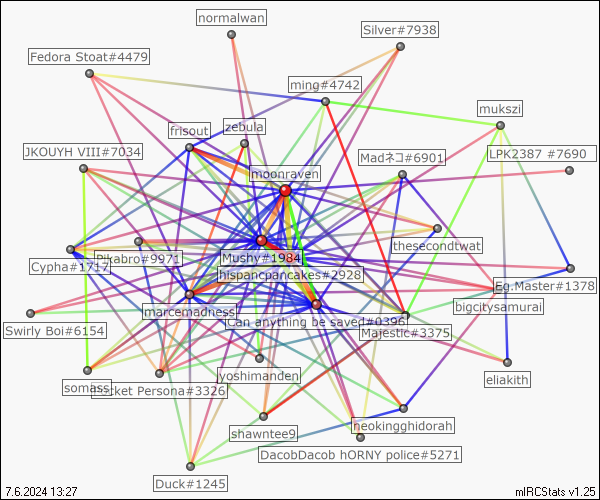 normalwan
Silver#7938
Fedora Stoat#4479
ming#4742
mukszi
frisout
zebula
JKOUYH VIII#7034
Madネコ#6901
LPK2387 #7690
moonraven
thesecondtwat
Mushy#1984
Pikabro#9971
Cypha#1717
hispancpancakes#2928
Eg.Master#1378
marcemadness
bigcitysamurai
Can anything be saved#0396
Swirly Boi#6154
Majestic#3375
yoshimanden
eliakith
somass
Pocket Persona#3326
neokingghidorah
shawntee9
DacobDacob hORNY police#5271
Duck#1245
7.6.2024 13:27
mIRCStats v1.25